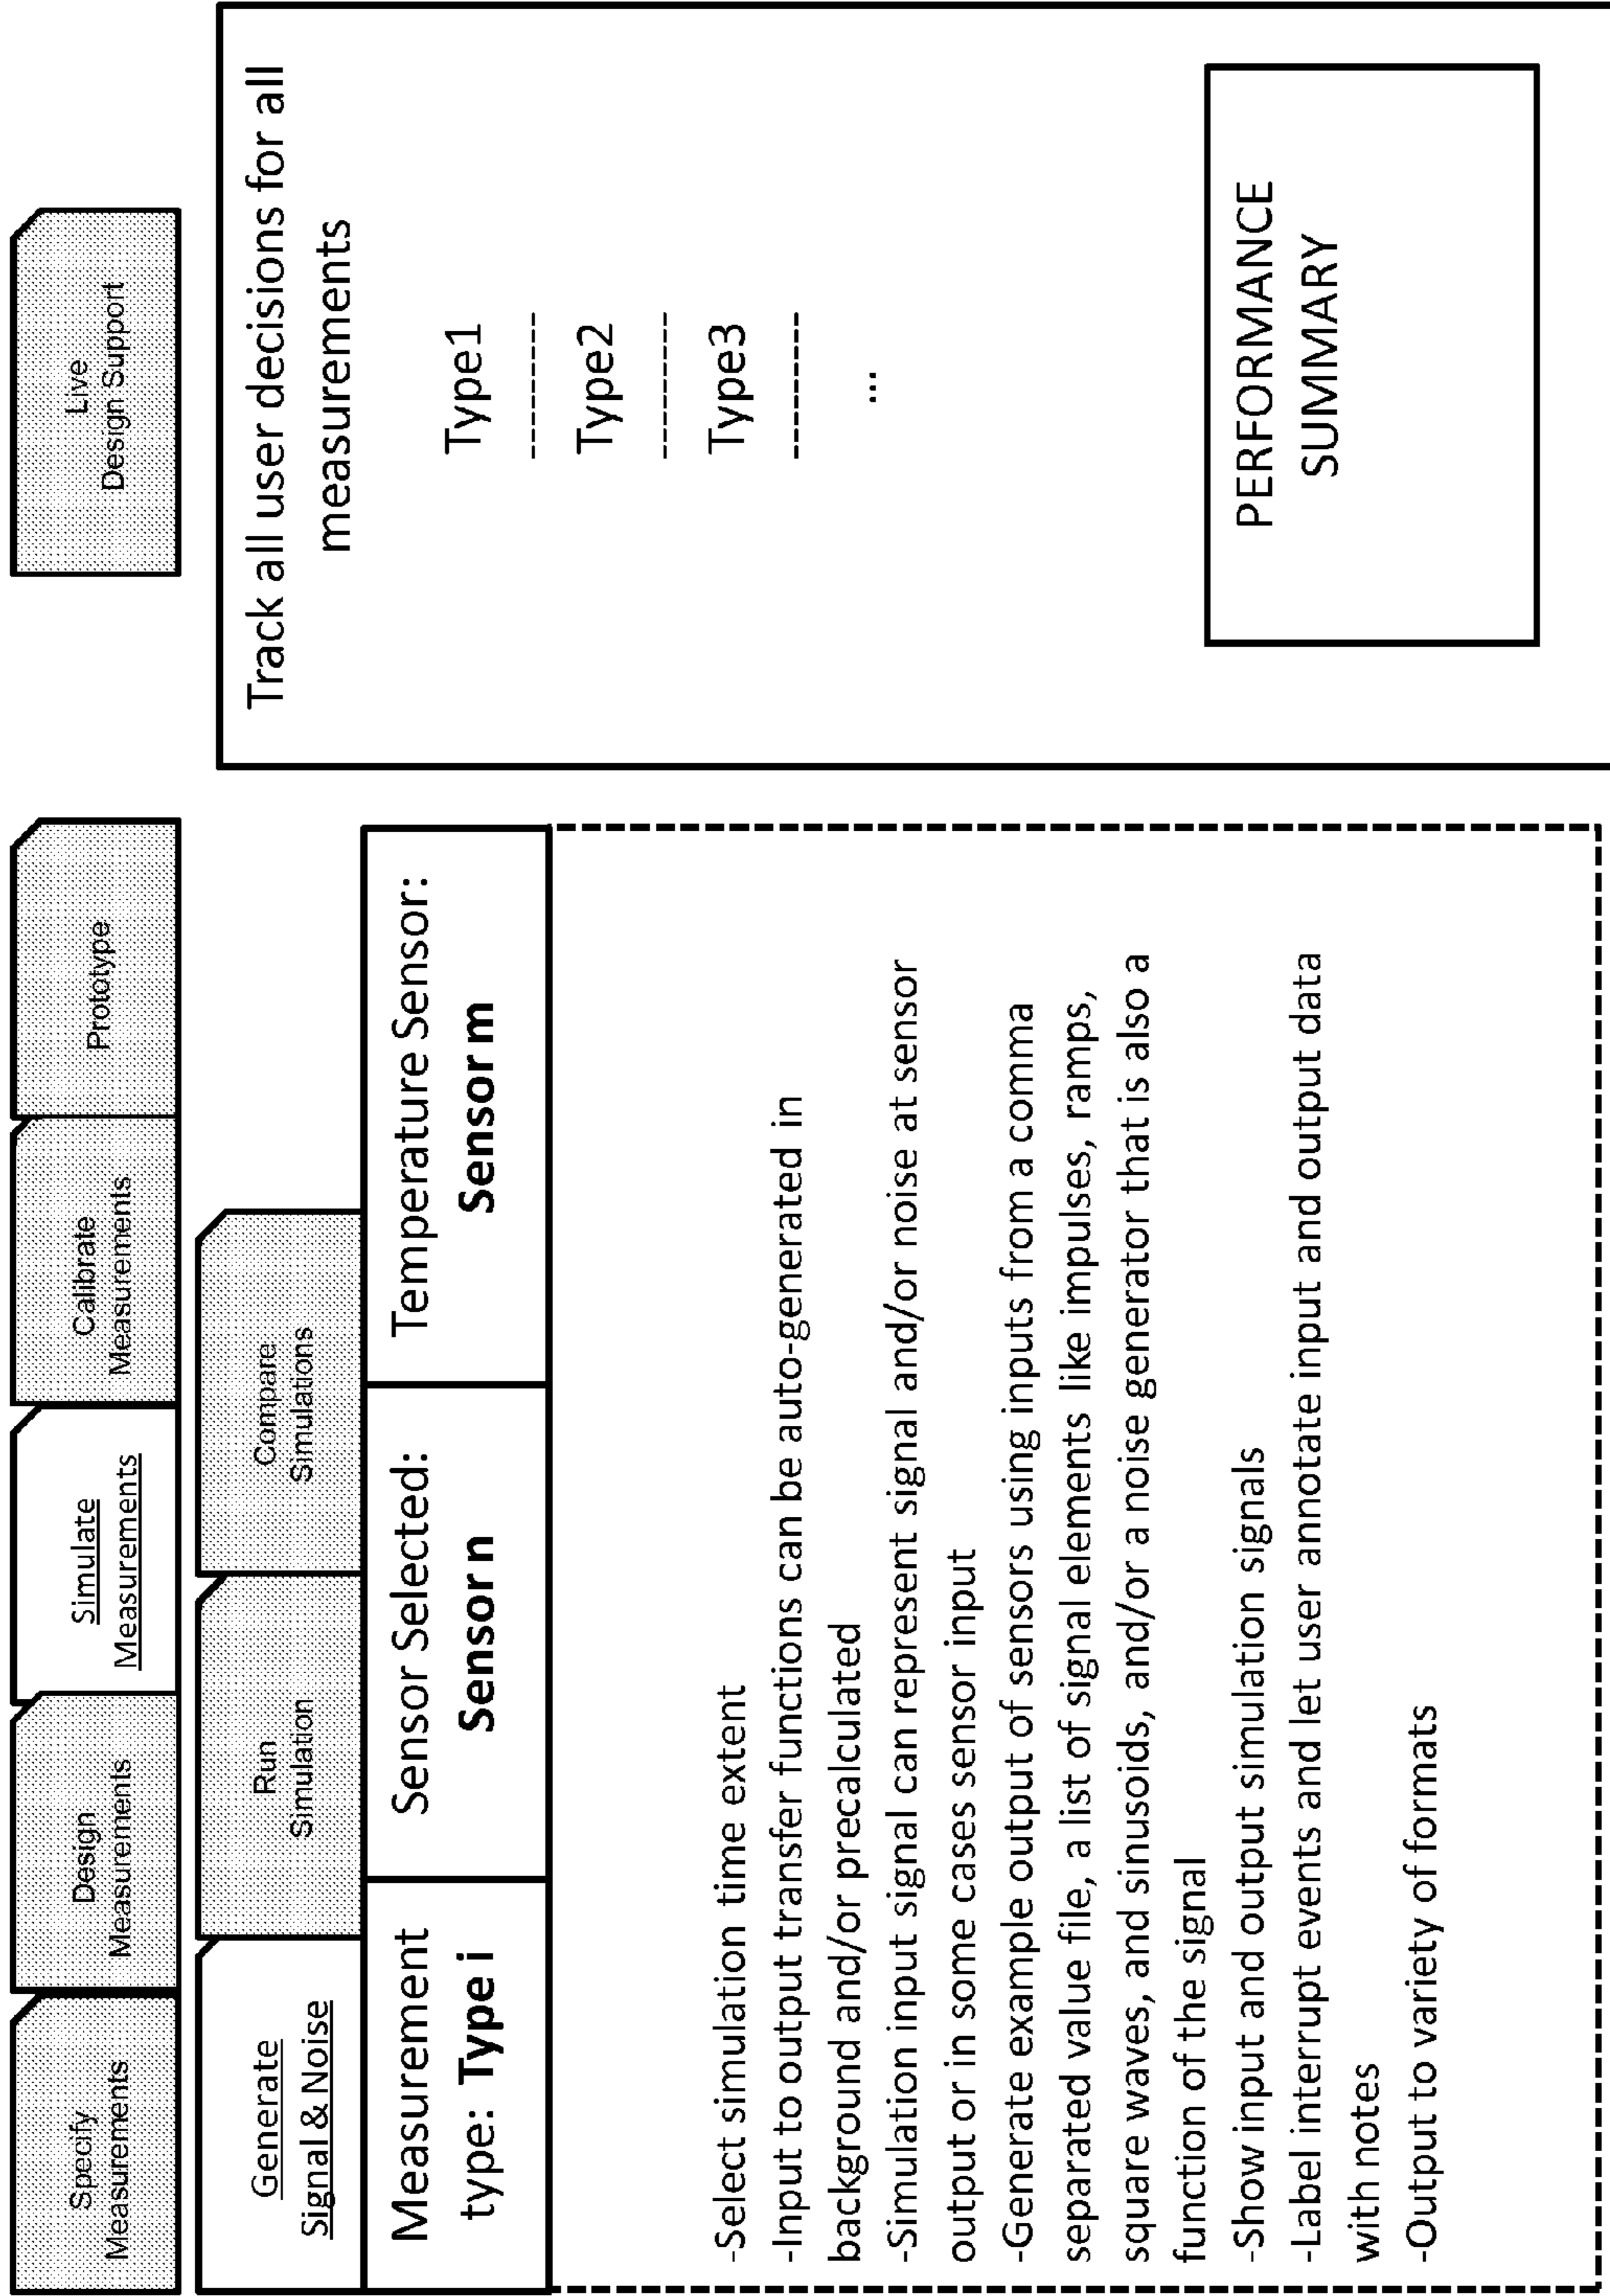 Specify
Measurements
Design
Measurements
Simulate
Measurements
Calibrate
Measurements
Prototype
Live
Design Support
Generate
Signal & Noise
Run
Simulation
Compare
Simulations
Measurement
type: Type i
Sensor Selected:
Sensor n
Temperature Sensor:
Sensor m
-Select simulation time extent
-Input to output transfer functions can be auto-generated in
background and/or precalculated
-Simulation input signal can represent signal and/or noise at sensor
output or in some cases sensor input
-Generate example output of sensors using inputs from a comma
separated value file, a list of signal elements like impulses, ramps,
square waves, and sinusoids, and/or a noise generator that is also a
function of the signal
-Show input and output simulation signals
-Label interrupt events and let user annotate input and output data
with notes
-Output to variety of formats
Track all user decisions for all
measurements
Type1
Type2
Type3
...
PERFORMANCE
SUMMARY